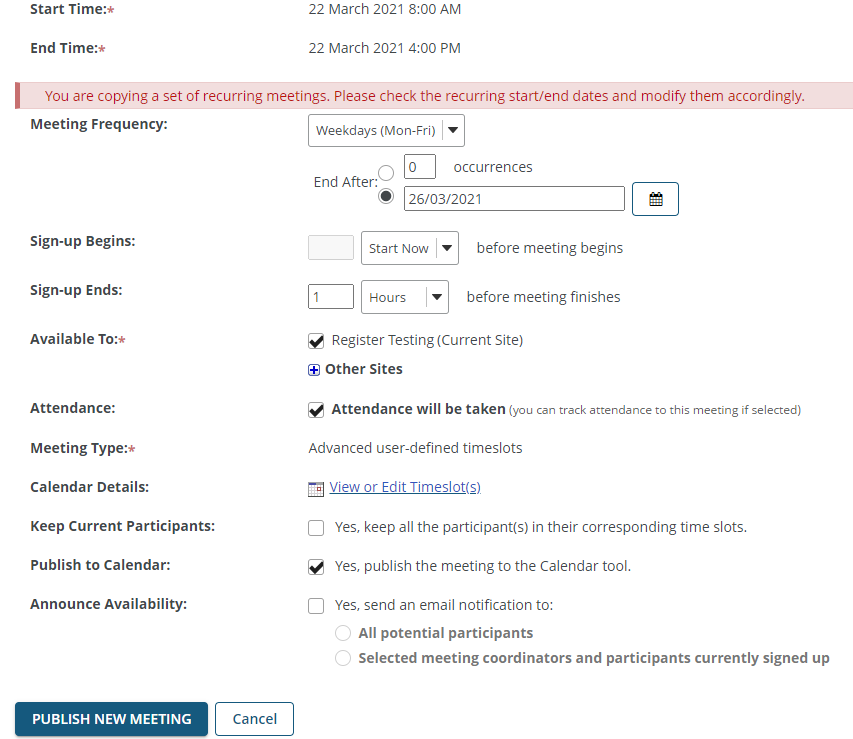 Start Time:* 22 March 2021 8:00 AM
End Time:* 22 March 2021 4:00 PM
You are copying a set of recurring meetings. Please check the recurring start/end dates and modify them accordingly.
Meeting Frequency: Weekdays (Mon-Fri)
0 occurrences
End After:
26/03/2021
Sign-up Begins: Start Now before meeting begins
Sign-up Ends: 1 Hours before meeting finishes
Available To:* Register Testing (Current Site)
Other Sites
Attendance: Attendance will be taken (you can track attendance to this meeting if selected)
Meeting Type:* Advanced user-defined timeslots
Calendar Details: View or Edit Timeslot(s)
Keep Current Participants: Yes, keep all the participant(s) in their corresponding time slots.
Publish to Calendar: Yes, publish the meeting to the Calendar tool.
Announce Availability: Yes, send an email notification to:
All potential participants
Selected meeting coordinators and participants currently signed up
PUBLISH NEW MEETING Cancel